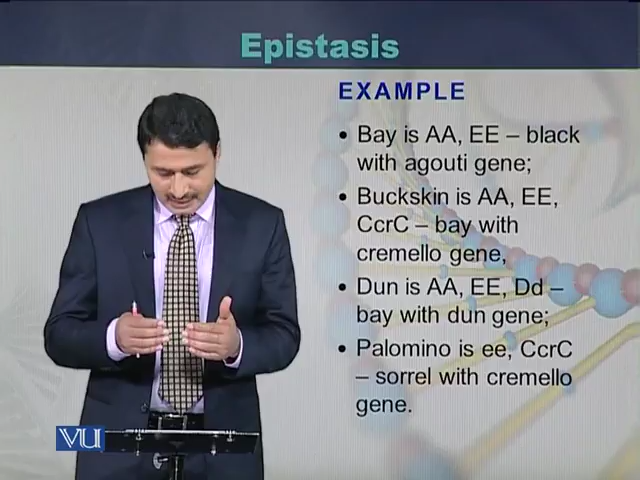 Epistasis
EXAMPLE
• Bay is AA, EE – black
with agouti gene;
• Buckskin is AA, EE,
CcrC – bay with
cremello gene,
• Dun is AA, EE, Dd –
bay with dun gene;
• Palomino is ee, CcrC
– sorrel with cremello
gene.
VU